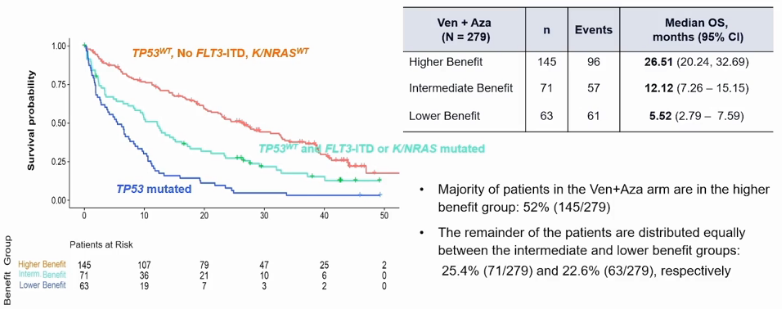 TP53WT, No FLT3-ITD, K/NRASWT
TP53WT and FLT3-ITD or K/NRAS mutated
TP53 mutated
Survival probability
1.00
0.75
0.50
0.25
0.00
0 10 20 30 40 50
Patients at Risk
Benefit Group
Higher Benefit 145 107 79 47 25 2
Interm. Benefit 71 36 21 10 6 0
Lower Benefit 63 19 7 3 2 0
Ven + Aza
(N = 279)
n Events Median OS,
months (95% CI)
Higher Benefit 145 96 26.51 (20.24, 32.69)
Intermediate Benefit 71 57 12.12 (7.26 – 15.15)
Lower Benefit 63 61 5.52 (2.79 – 7.59)
• Majority of patients in the Ven+Aza arm are in the higher
benefit group: 52% (145/279)
• The remainder of the patients are distributed equally
between the intermediate and lower benefit groups:
25.4% (71/279) and 22.6% (63/279), respectively